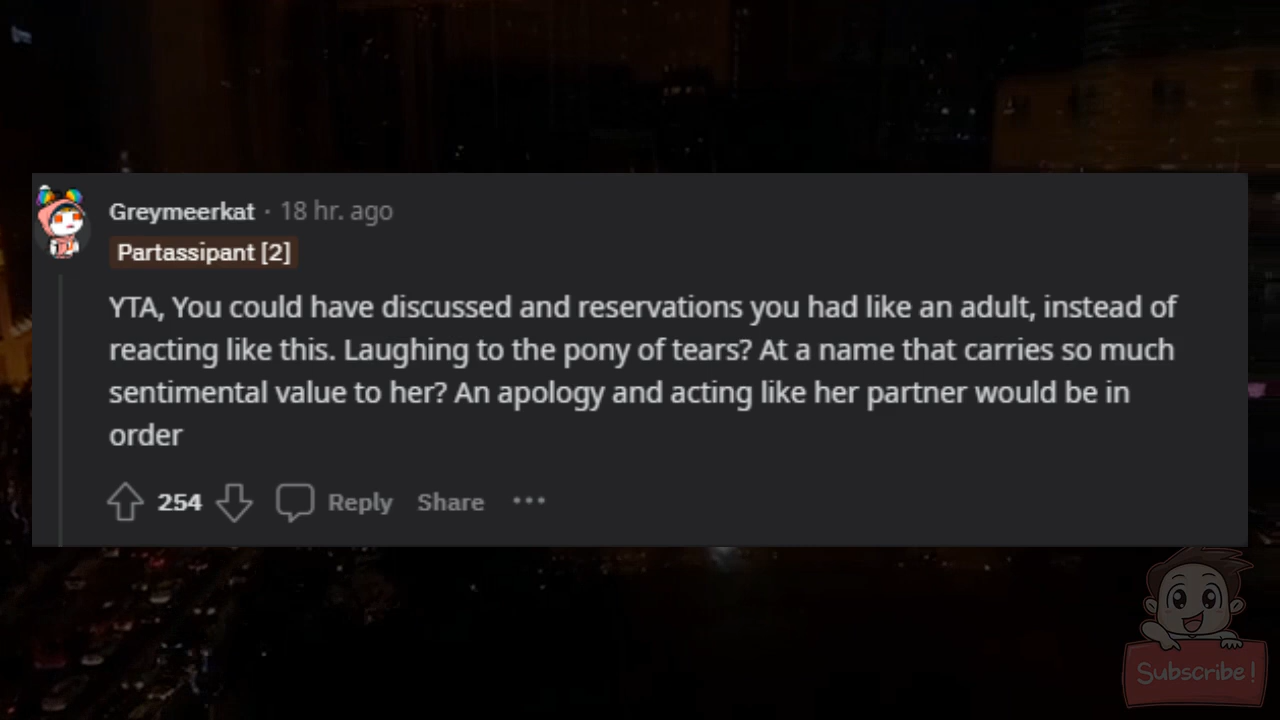 Greymeerkat · 18 hr. ago
Partassipant [2]
YTA, You could have discussed and reservations you had like an adult, instead of
reacting like this. Laughing to the pony of tears? At a name that carries so much
sentimental value to her? An apology and acting like her partner would be in
order
254 Reply Share ···
Subscribe!